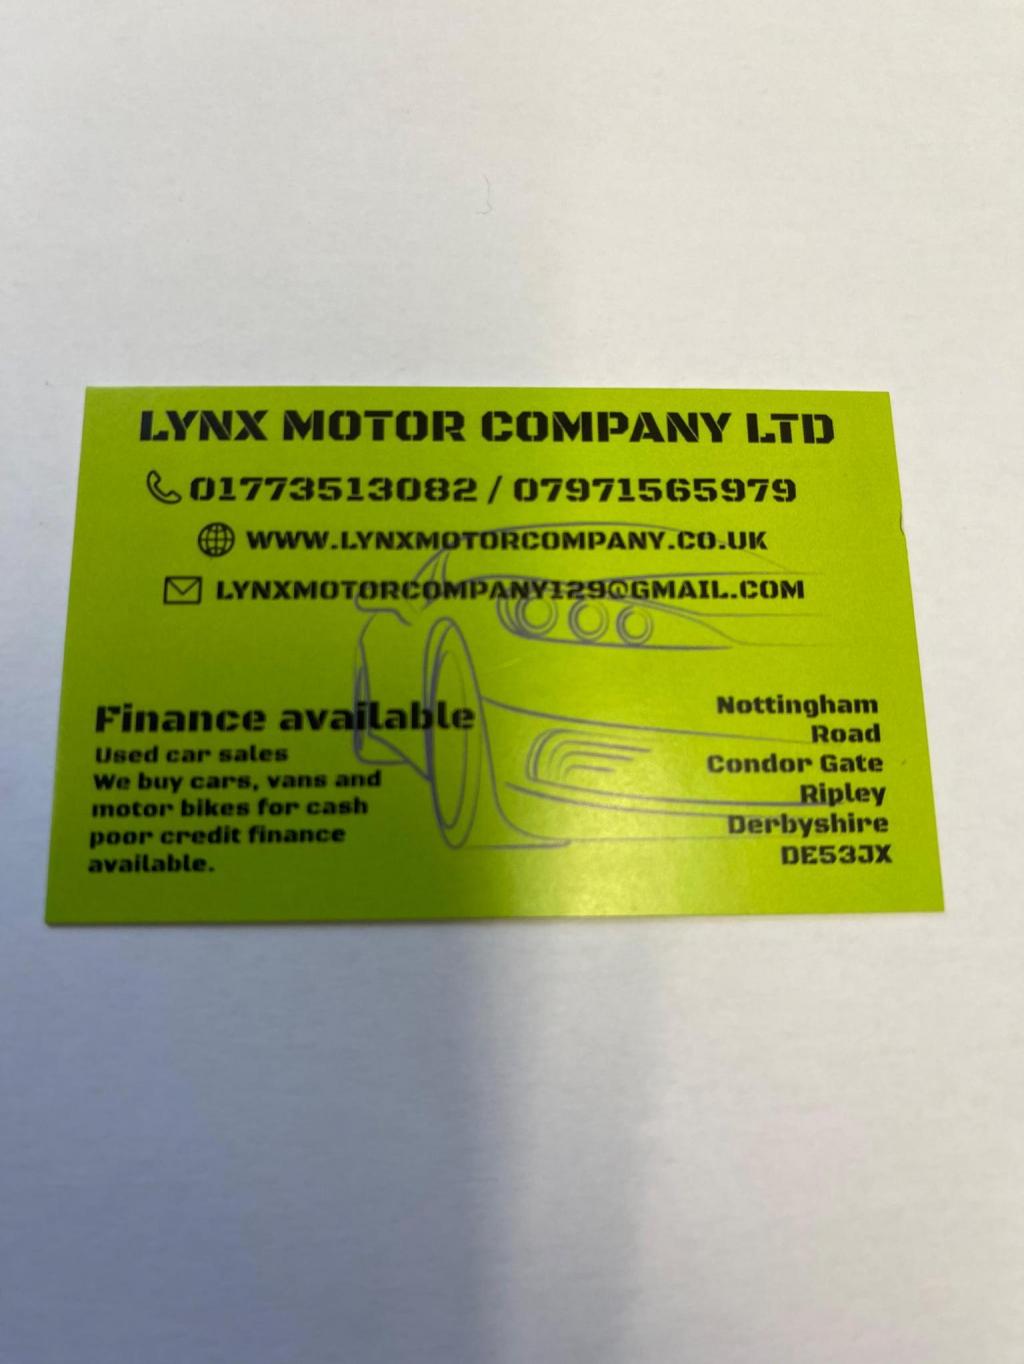 LYNX MOTOR COMPANY LTD
01773513082 / 07971565979
WWW.LYNXMOTORCOMPANY.CO.UK
LYNXMOTORCOMPANY129@GMAIL.COM
Finance available
Used car sales
We buy cars, vans and
motor bikes for cash
poor credit finance
available.
Nottingham
Road
Condor Gate
Ripley
Derbyshire
DE53JX